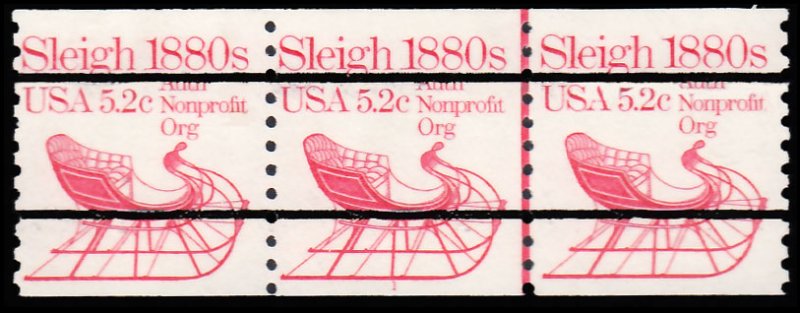 Sleigh 1880s Sleigh 1880s Sleigh 1880s
USA 5.2c Auth USA 5.2c Auth USA 5.2c Auth
Nonprofit Nonprofit Nonprofit
Org Org Org
1